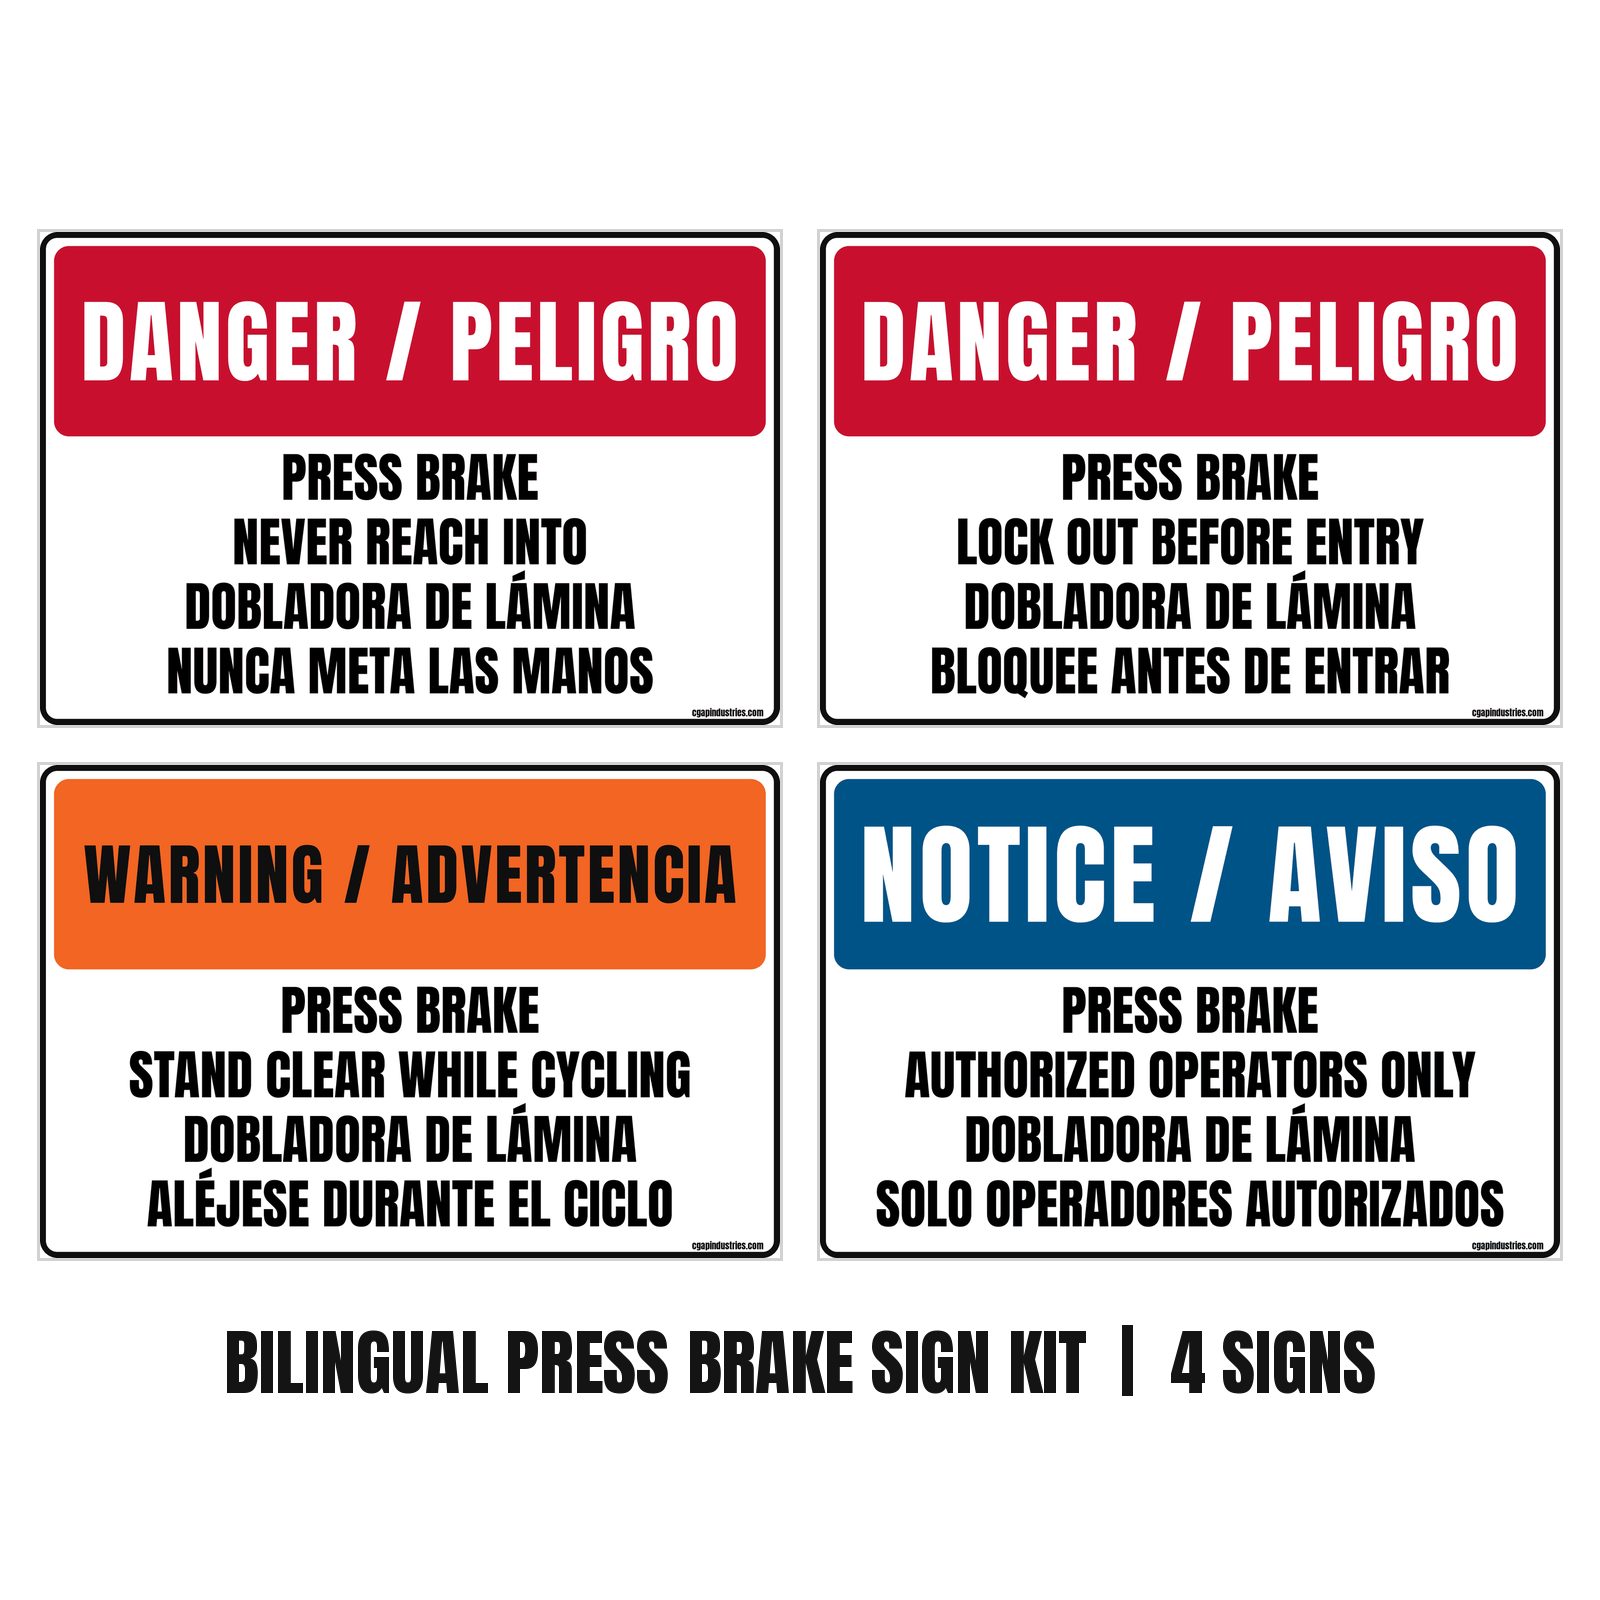 DANGER / PELIGRO
PRESS BRAKE
NEVER REACH INTO
DOBLADORA DE LÁMINA
NUNCA META LAS MANOS
cgapindustries.com
DANGER / PELIGRO
PRESS BRAKE
LOCK OUT BEFORE ENTRY
DOBLADORA DE LÁMINA
BLOQUEE ANTES DE ENTRAR
cgapindustries.com
WARNING / ADVERTENCIA
PRESS BRAKE
STAND CLEAR WHILE CYCLING
DOBLADORA DE LÁMINA
ALÉJESE DURANTE EL CICLO
cgapindustries.com
NOTICE / AVISO
PRESS BRAKE
AUTHORIZED OPERATORS ONLY
DOBLADORA DE LÁMINA
SOLO OPERADORES AUTORIZADOS
cgapindustries.com
BILINGUAL PRESS BRAKE SIGN KIT | 4 SIGNS